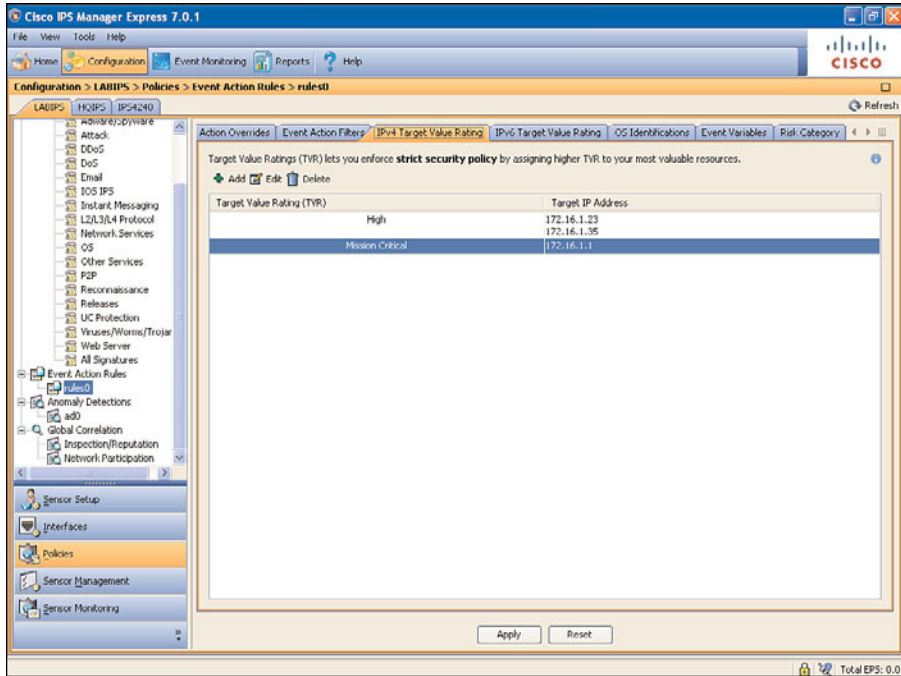 Cisco IPS Manager Express 7.0.1
File View Tools Help
Home Configuration Event Monitoring Reports Help
CISCO
Configuration > LABIPS > Policies > Event Action Rules > rules0
LABIPS HQIPS IPS4240 Refresh
Adware/Spyware
Attack
DDoS
DoS
Email
IOS IPS
Instant Messaging
L2/L3/L4 Protocol
Network Services
OS
Other Services
P2P
Reconnaissance
Releases
UC Protection
Viruses/Worms/Trojar
Web Server
All Signatures
Event Action Rules
rules0
Anomaly Detections
ad0
Global Correlation
Inspection/Reputation
Network Participation
Sensor Setup
Interfaces
Policies
Sensor Management
Sensor Monitoring
Action Overrides Event Action Filters IPv4 Target Value Rating IPv6 Target Value Rating OS Identifications Event Variables Risk Category
Target Value Ratings (TVR) lets you enforce strict security policy by assigning higher TVR to your most valuable resources.
Add Edit Delete
Target Value Rating (TVR) Target IP Address
High 172.16.1.23
172.16.1.35
Mission Critical 172.16.1.1
Apply Reset
Total EPS: 0.0